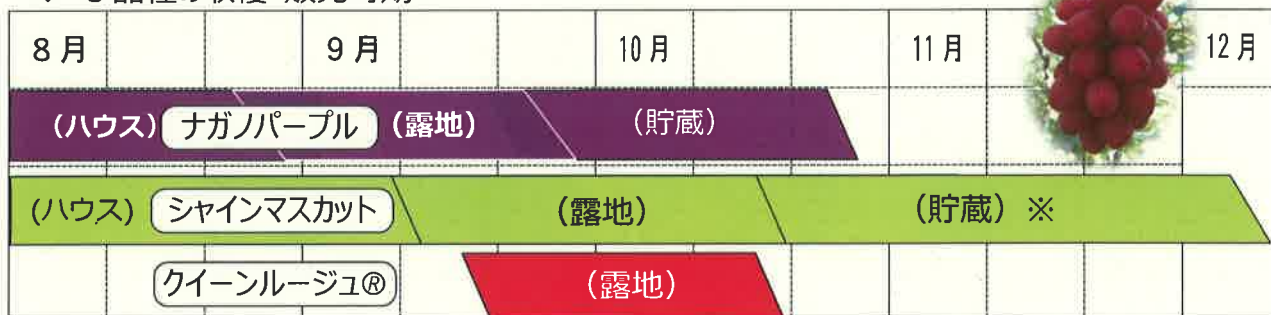 8月 9月 10月 11月 12月
(ハウス) ナガノパープル (露地) (貯蔵)
(ハウス) シャインマスカット (露地) (貯蔵) ※
クイーンルージュ® (露地)